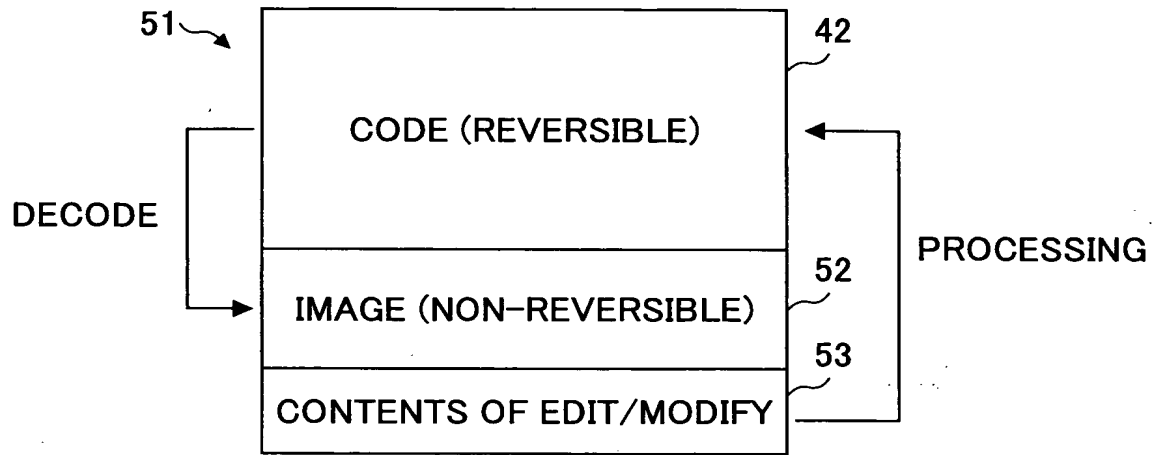 51
42
CODE (REVERSIBLE)
DECODE
PROCESSING
52
IMAGE (NON-REVERSIBLE)
53
CONTENTS OF EDIT/MODIFY